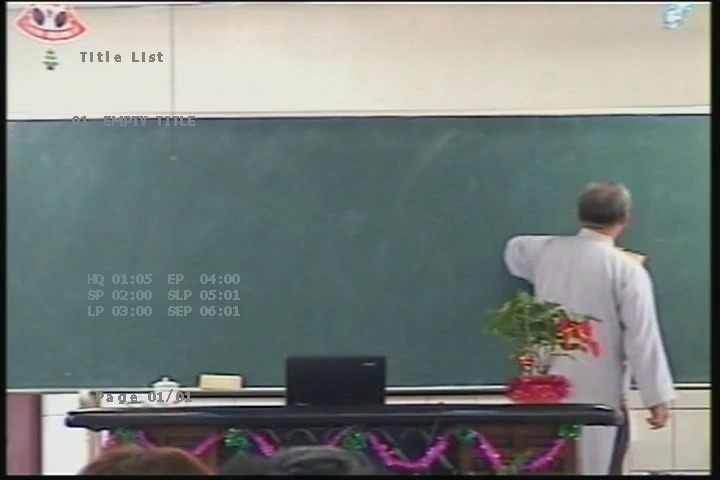 Title List
01 EMPTY TITLE
HQ 01:05 EP 04:00
SP 02:00 SLP 05:01
LP 03:00 SEP 06:01
Page 01/01